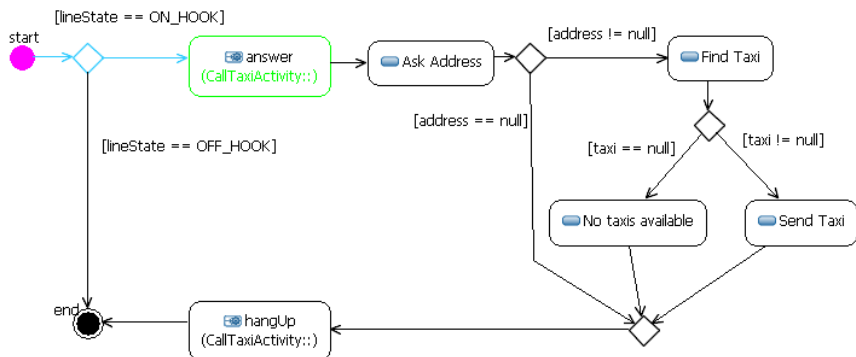 [lineState == ON_HOOK]
start
answer
(CallTaxiActivity::)
Ask Address
[address != null]
Find Taxi
[address == null]
[lineState == OFF_HOOK]
[taxi == null]
[taxi != null]
No taxis available
Send Taxi
end
hangUp
(CallTaxiActivity::)